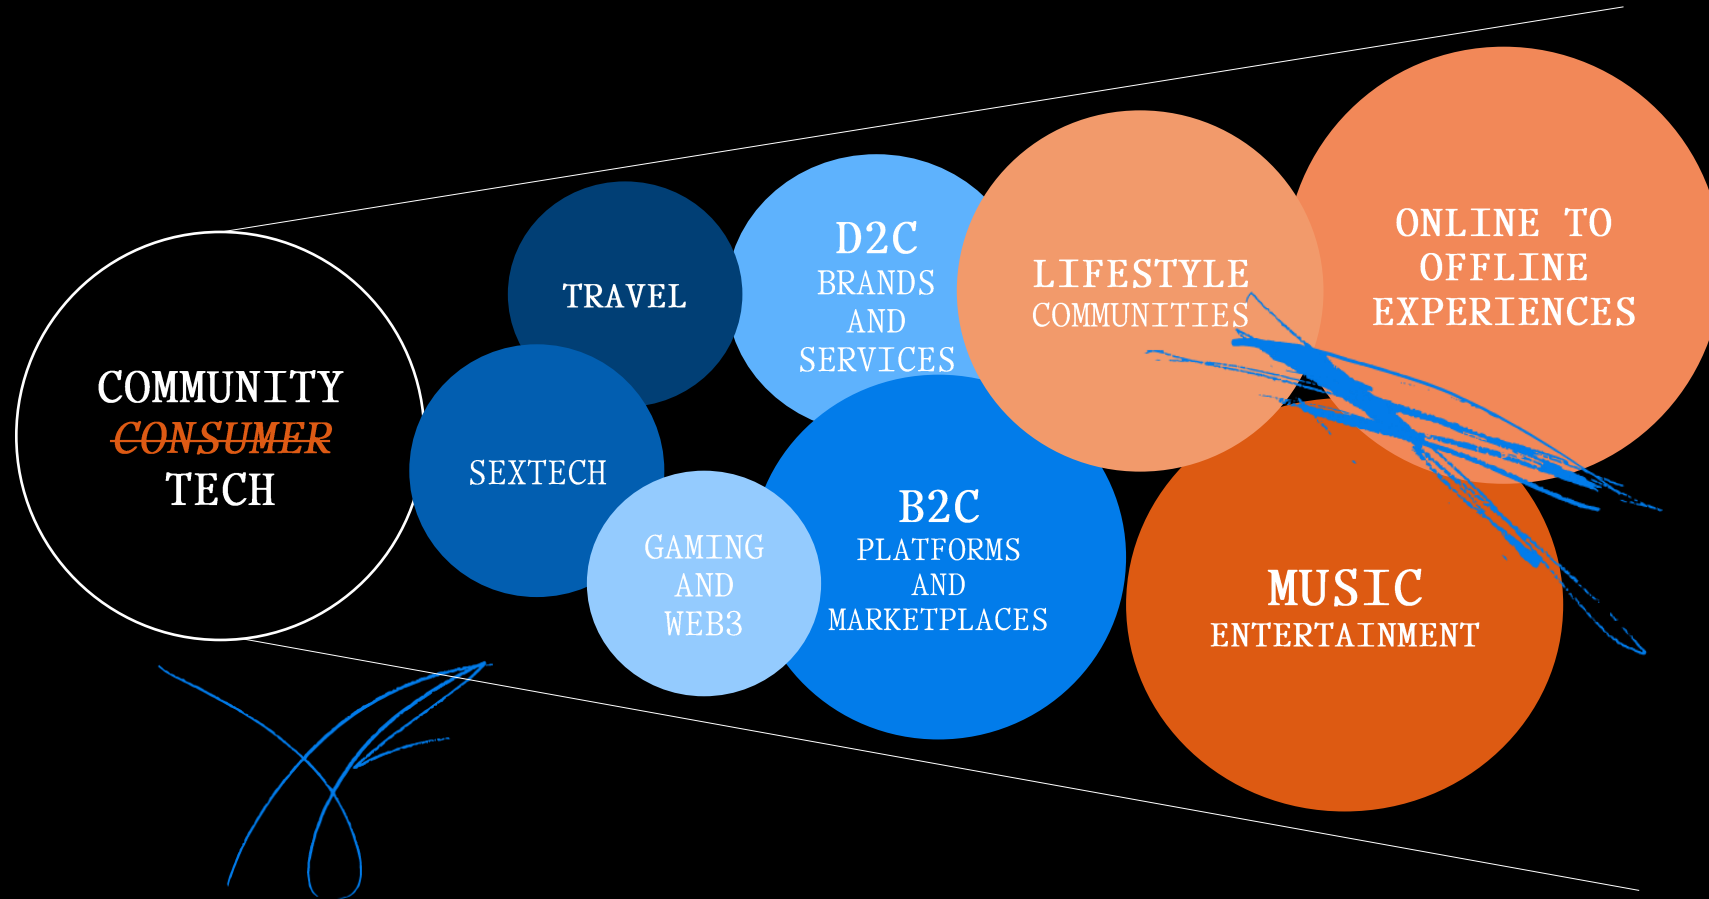 COMMUNITY
CONSUMER
TECH
TRAVEL
SEXTECH
GAMING
AND
WEB3
D2C
BRANDS
AND
SERVICES
B2C
PLATFORMS
AND
MARKETPLACES
LIFESTYLE
COMMUNITIES
ONLINE TO
OFFLINE
EXPERIENCES
MUSIC
ENTERTAINMENT